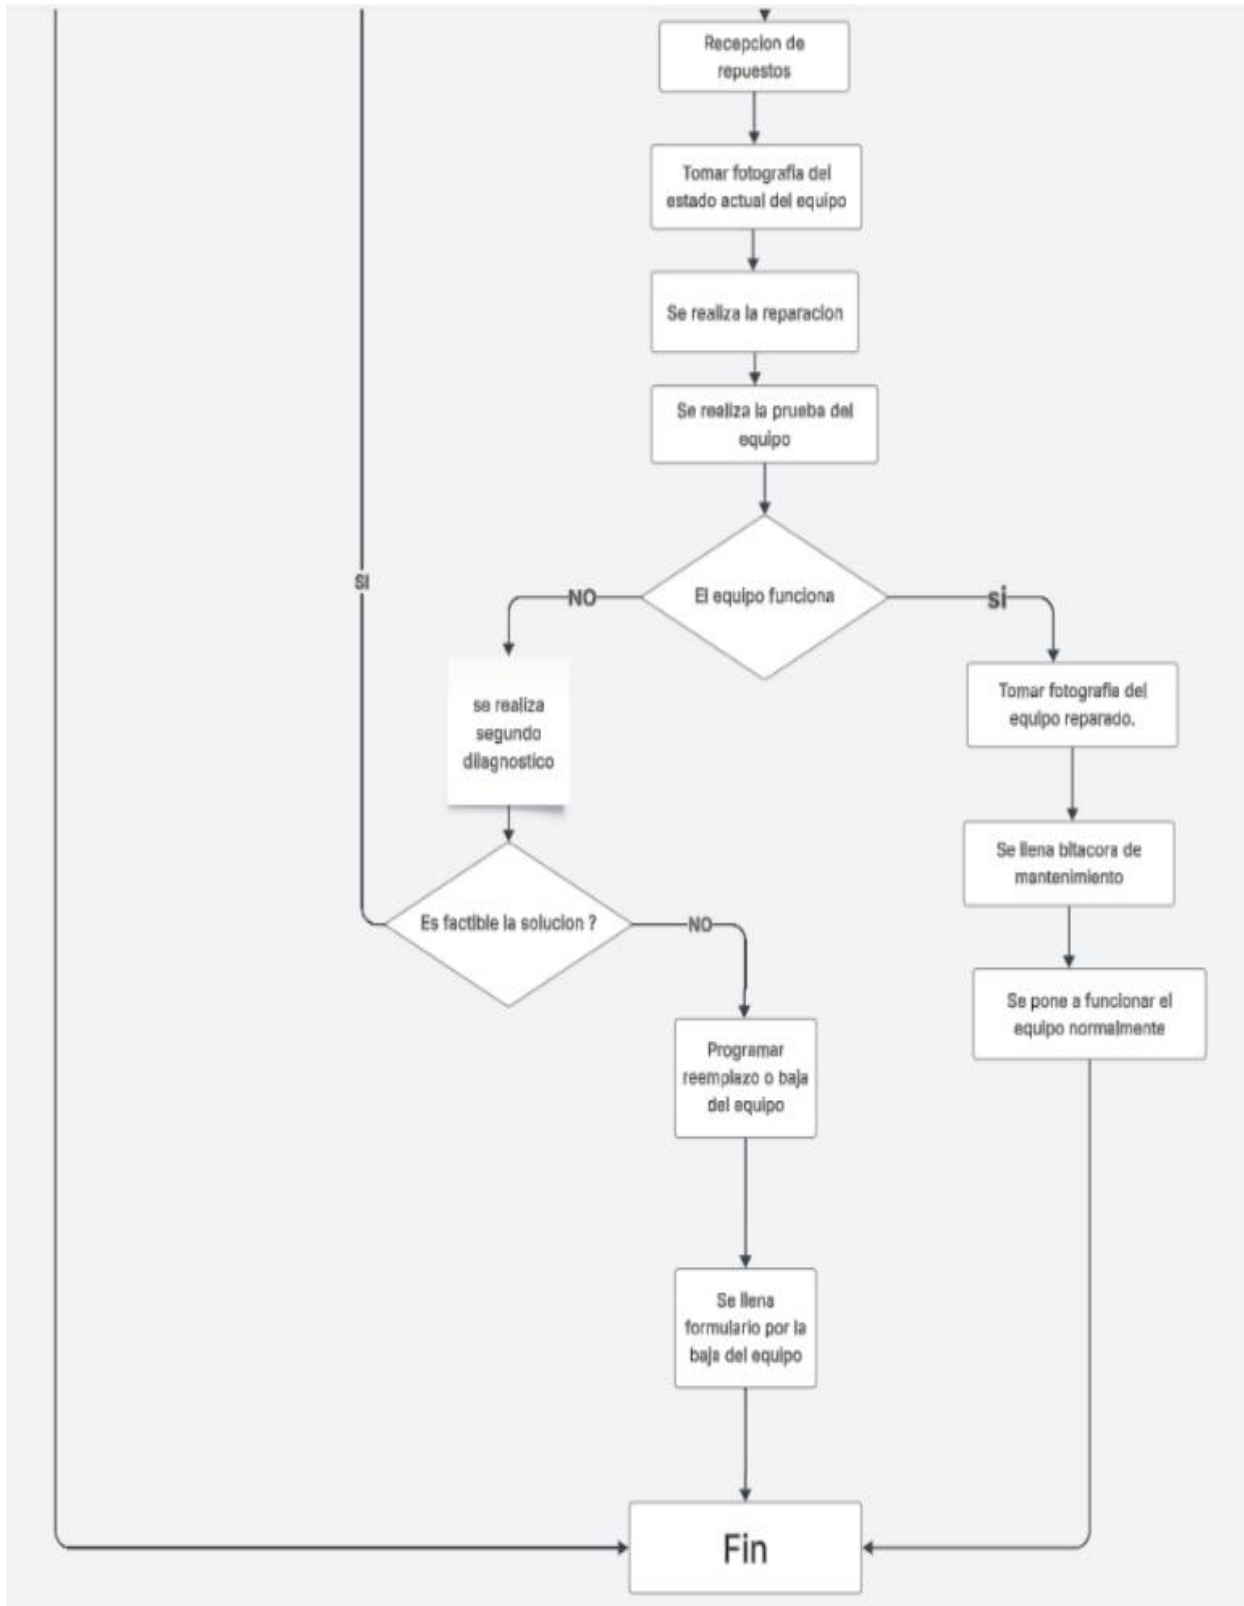 Recepcion de
repuestos
Tomar fotografia del
estado actual del equipo
Se realiza la reparacion
Se realiza la prueba del
equipo
El equipo funciona
NO
si
SI
se realiza
segundo
diagnostico
Tomar fotografia del
equipo reparado.
Se llena bitacora de
mantenimiento
Es factible la solucion ?
NO
Se pone a funcionar el
equipo normalmente
Programar
reemplazo o baja
del equipo
Se llena
formulario por la
baja del equipo
Fin